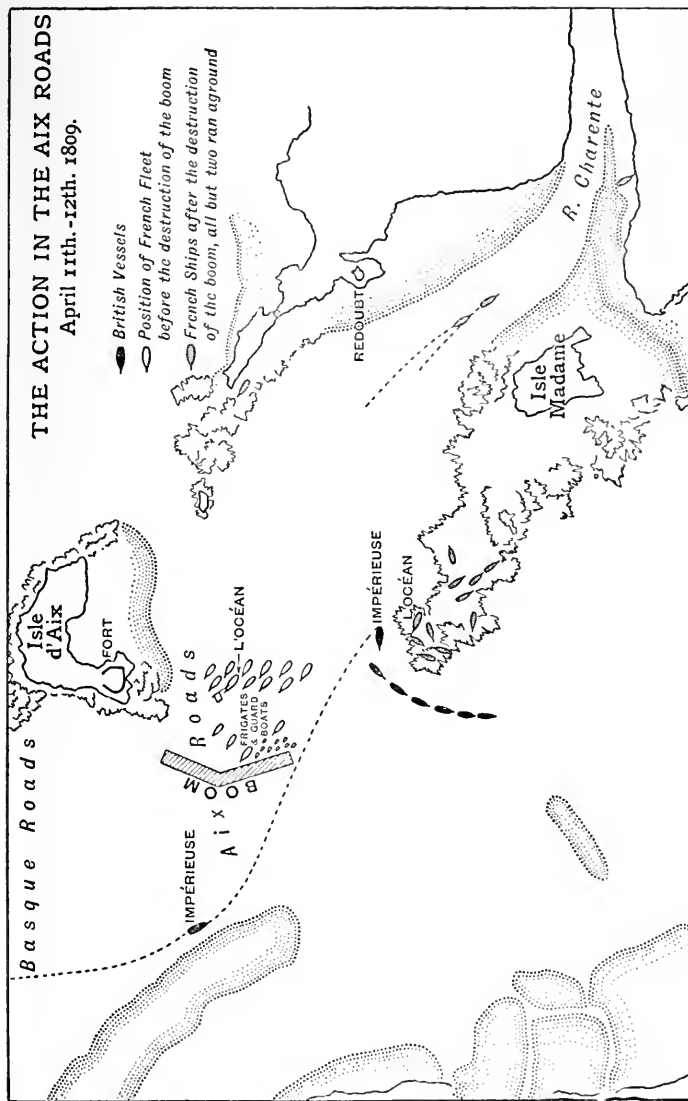 THE ACTION IN THE AIX ROADS
April 11th.-12th. 1809.
British Vessels
Position of French Fleet
before the destruction of the boom
French Ships after the destruction
of the boom, all but two ran aground
Basque Roads
Isle
d'Aix
FORT
IMPÉRIEUSE
Aix Roads
BOOM
FRIGATES
& GUARD
BOATS
L'OCÉAN
REDOUBT
R. Charente
IMPÉRIEUSE
L'OCÉAN
Isle
Madame